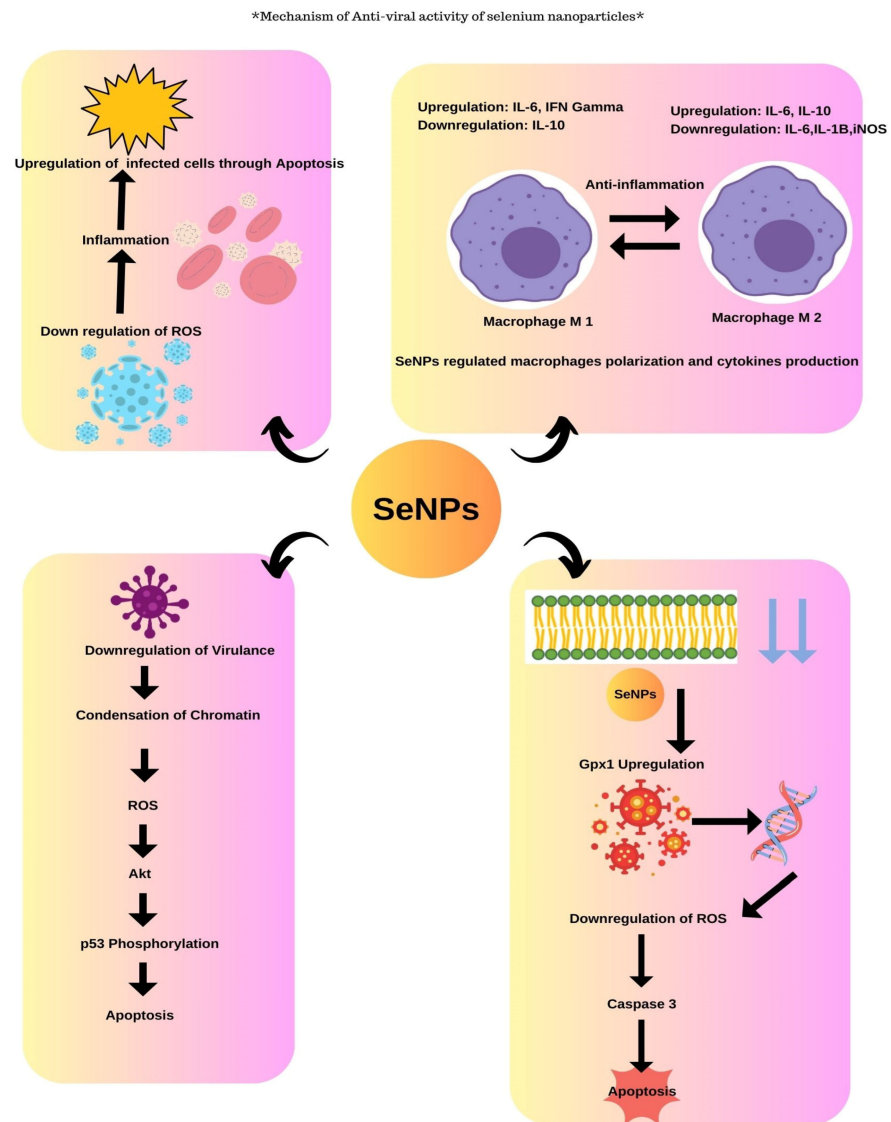 *Mechanism of Anti-viral activity of selenium nanoparticles*
Upregulation of infected cells through Apoptosis
Inflammation
Down regulation of ROS
Upregulation: IL-6, IFN Gamma
Downregulation: IL-10
Upregulation: IL-6, IL-10
Downregulation: IL-6,IL-1B,iNOS
Anti-inflammation
Macrophage M 1
Macrophage M 2
SeNPs regulated macrophages polarization and cytokines production
SeNPs
Downregulation of Virulance
Condensation of Chromatin
ROS
Akt
p53 Phosphorylation
Apoptosis
SeNPs
Gpx1 Upregulation
Downregulation of ROS
Caspase 3
Apoptosis